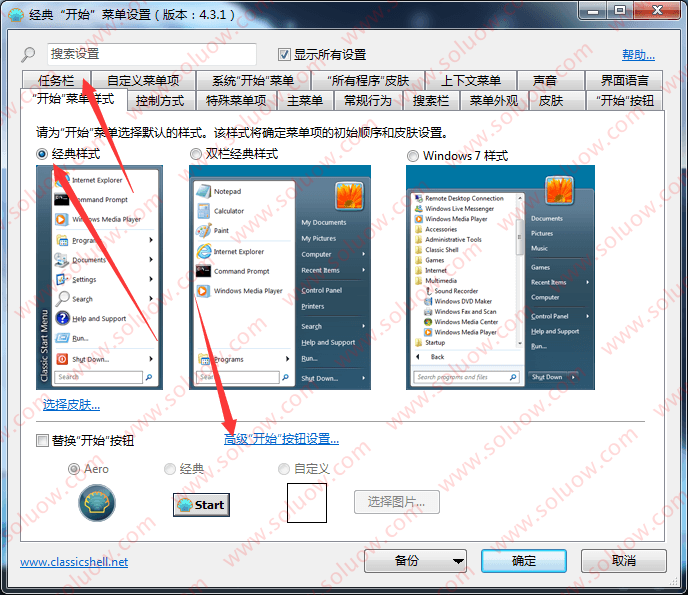 经典 "开始" 菜单设置（版本：4.3.1）
搜索设置
显示所有设置
帮助...
任务栏 自定义菜单项 系统"开始"菜单 "所有程序"皮肤 上下文菜单 声音 界面语言
"开始"菜单样式 控制方式 特殊菜单项 主菜单 常规行为 搜索栏 菜单外观 皮肤 "开始"按钮
请为"开始"菜单选择默认的样式。该样式将确定菜单项的初始顺序和皮肤设置。
经典样式
Internet Explorer
Command Prompt
Windows Media Player
Programs
Documents
Settings
Search
Help and Support
Run...
Shut Down...
Search
Classic Start Menu
双栏经典样式
Notepad
Calculator
Paint
Internet Explorer
Command Prompt
Windows Media Player
Programs
Search
My Documents
My Pictures
Computer
Recent Items
Control Panel
Printers
Search
Help and Support
Run...
Shut Down...
Windows 7 样式
Remote Desktop Connection
Windows Live Messenger
Windows Media Player
Accessories
Administrative Tools
Classic Shell
Games
Internet
Multimedia
Sound Recorder
Windows DVD Maker
Windows Fax and Scan
Windows Media Center
Windows Media Player
Startup
Back
Search programs and files
Documents
Pictures
Music
Games
Recent Items
Computer
Control Panel
Help and Support
Run...
Shut Down
选择皮肤...
替换"开始"按钮
高级"开始"按钮设置...
Aero
经典
自定义
Start
选择图片...
www.classicshell.net
备份
确定
取消
www.soluow.com